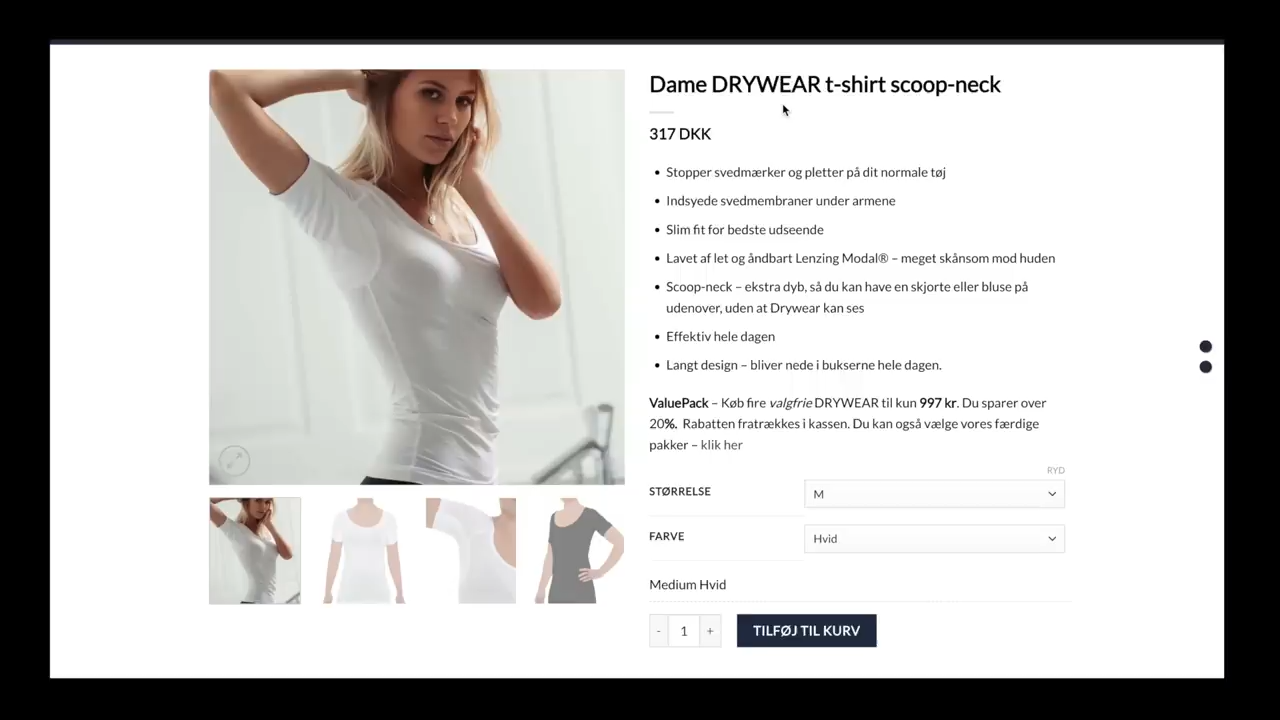 Dame DRYWEAR t-shirt scoop-neck
317 DKK
• Stopper svedmærker og pletter på dit normale tøj
• Indsyede svedmembraner under armene
• Slim fit for bedste udseende
• Lavet af let og åndbart Lenzing Modal® – meget skånsom mod huden
• Scoop-neck – ekstra dyb, så du kan have en skjorte eller bluse på
udenover, uden at Drywear kan ses
• Effektiv hele dagen
• Langt design – bliver nede i bukserne hele dagen.
ValuePack – Køb fire valgfrie DRYWEAR til kun 997 kr. Du sparer over
20%. Rabatten fratrækkes i kassen. Du kan også vælge vores færdige
pakker – klik her
RYD
STØRRELSE
M
FARVE
Hvid
Medium Hvid
- 1 +
TILFØJ TIL KURV